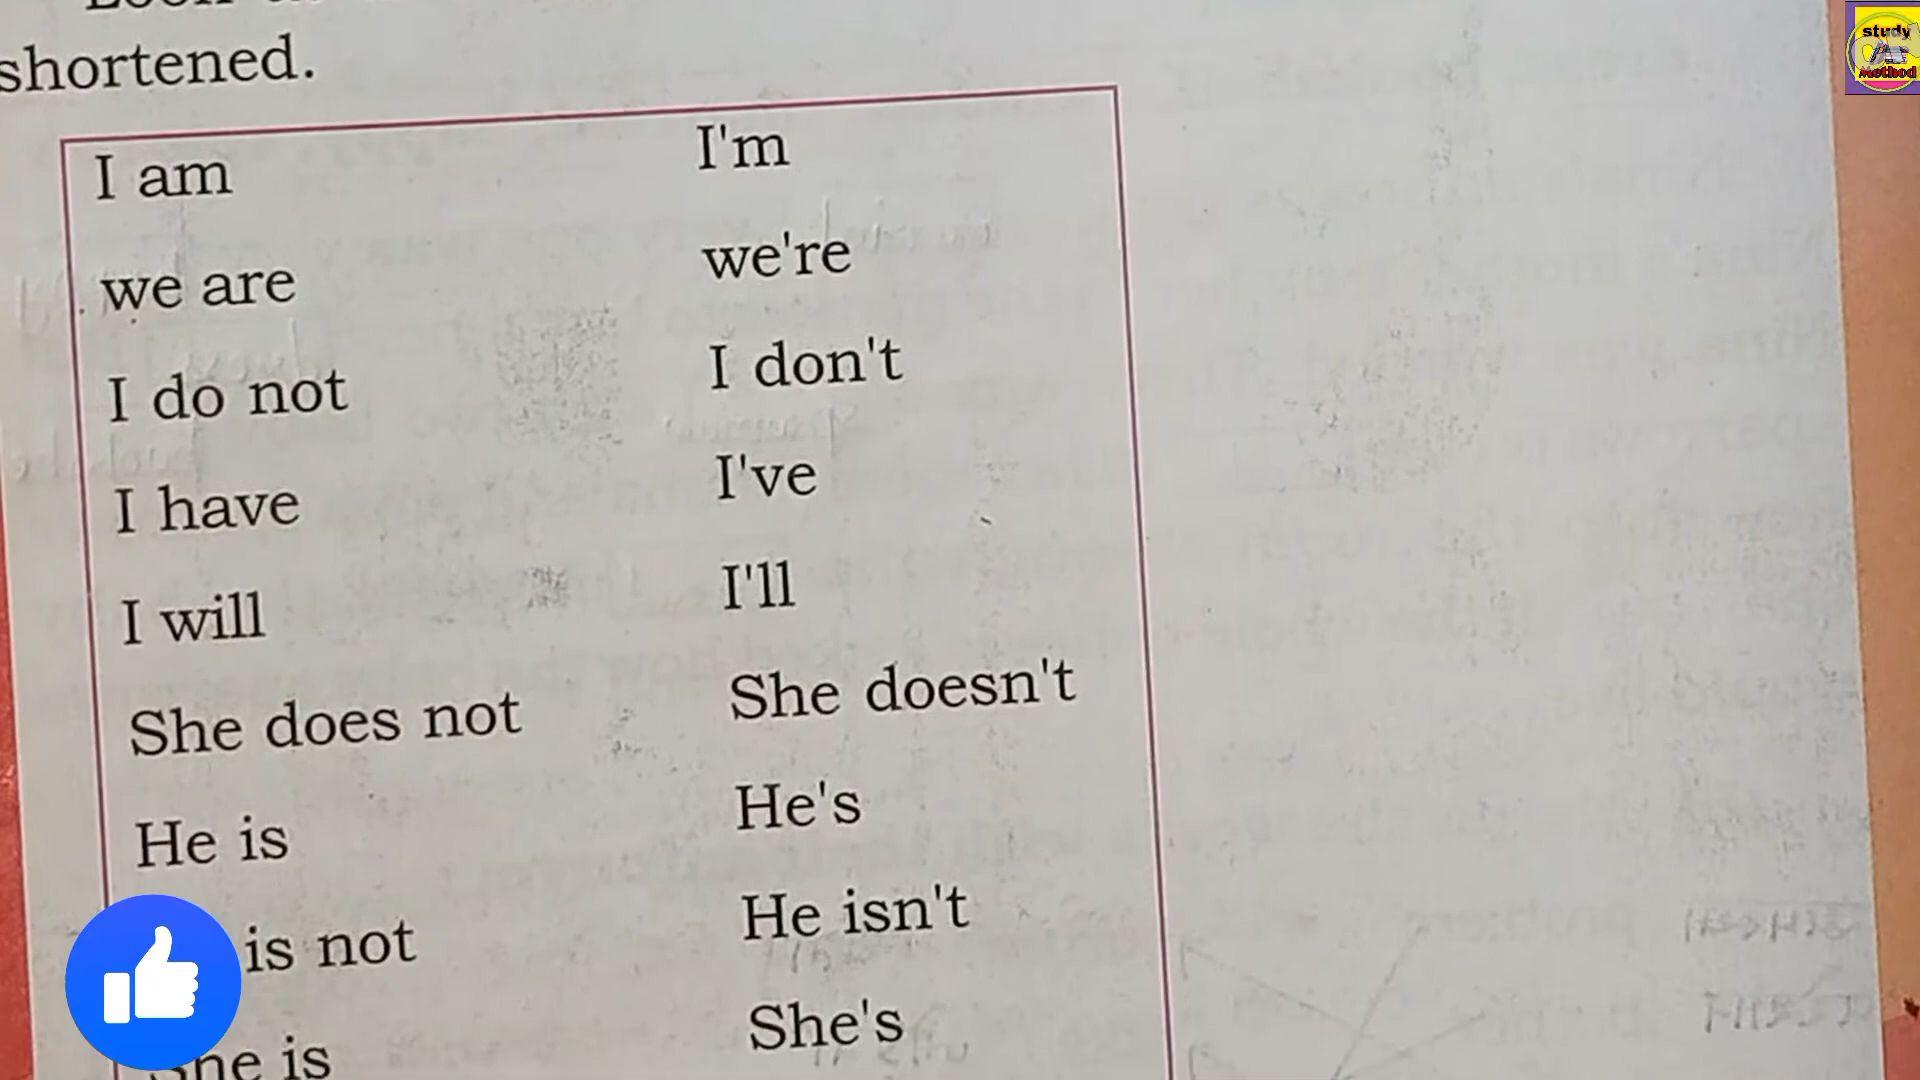 shortened.
I am I'm
we are we're
I do not I don't
I have I've
I will I'll
She does not She doesn't
He is He's
is not He isn't
She is She's
study
Method